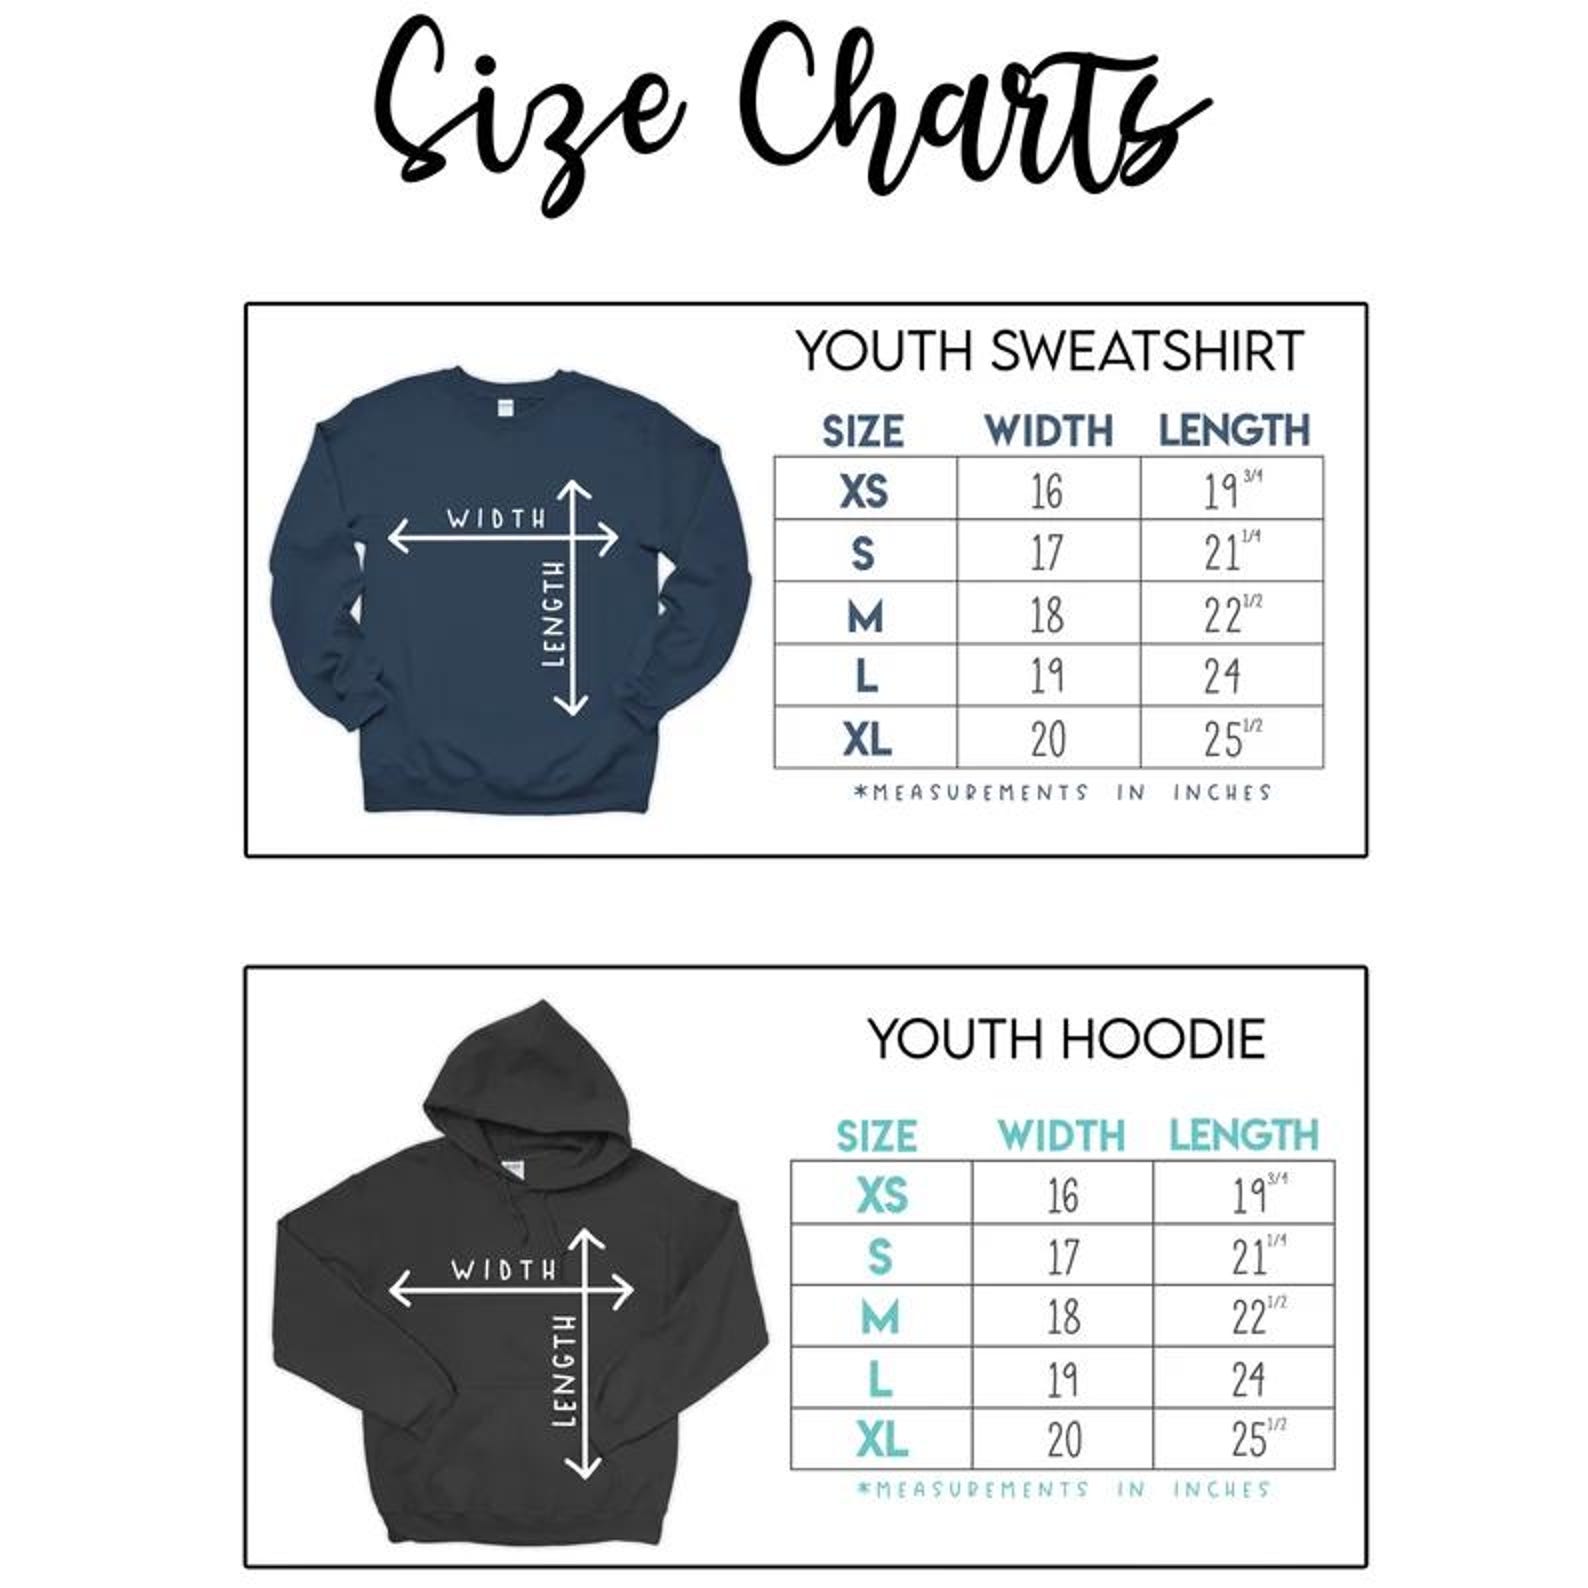 Size Charts
YOUTH SWEATSHIRT
SIZE WIDTH LENGTH
XS 16 19 3/4
S 17 21 1/4
M 18 22 1/2
L 19 24
XL 20 25 1/2
*MEASUREMENTS IN INCHES
WIDTH
LENGTH
YOUTH HOODIE
SIZE WIDTH LENGTH
XS 16 19 3/4
S 17 21 1/4
M 18 22 1/2
L 19 24
XL 20 25 1/2
*MEASUREMENTS IN INCHES
WIDTH
LENGTH